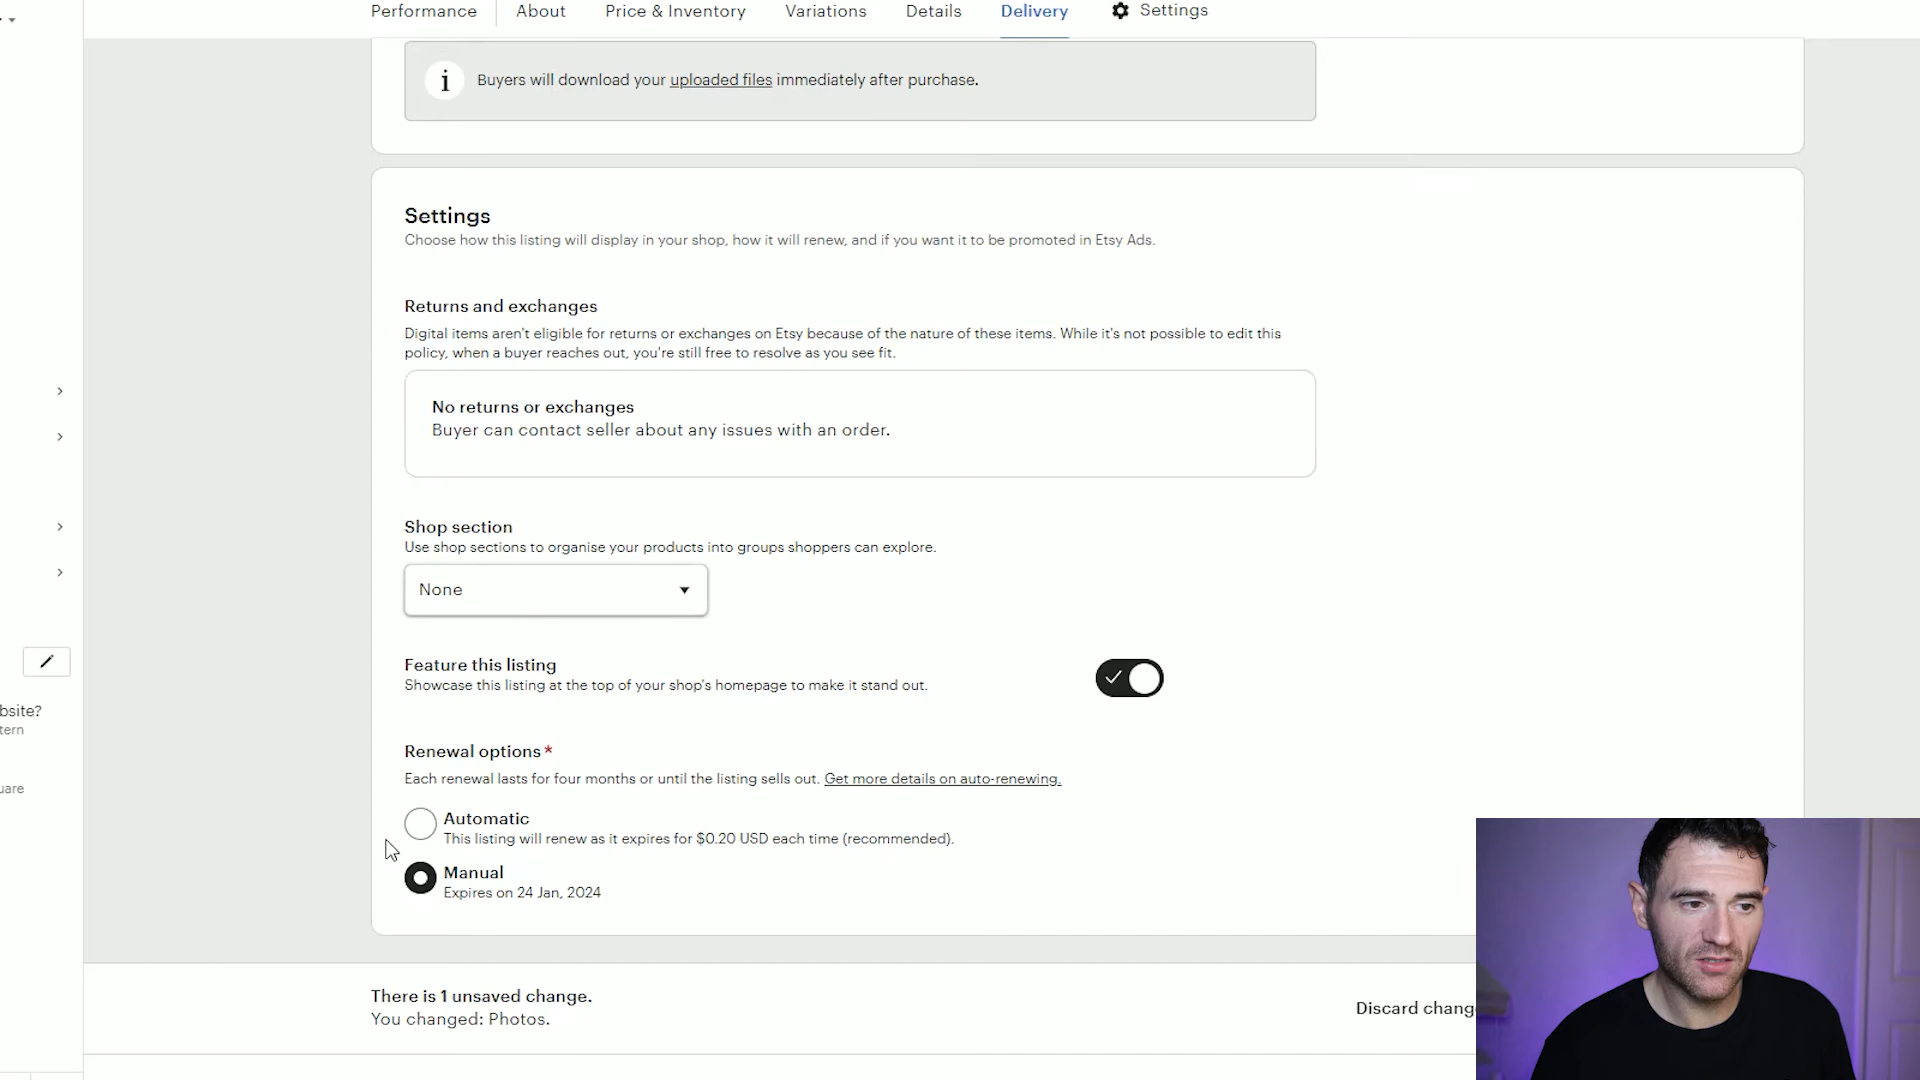 Performance
About
Price & Inventory
Variations
Details
Delivery
Settings
Buyers will download your uploaded files immediately after purchase.
Settings
Choose how this listing will display in your shop, how it will renew, and if you want it to be promoted in Etsy Ads.
Returns and exchanges
Digital items aren't eligible for returns or exchanges on Etsy because of the nature of these items. While it's not possible to edit this
policy, when a buyer reaches out, you're still free to resolve as you see fit.
No returns or exchanges
Buyer can contact seller about any issues with an order.
Shop section
Use shop sections to organise your products into groups shoppers can explore.
None
Feature this listing
Showcase this listing at the top of your shop's homepage to make it stand out.
bsite?
tern
Renewal options *
Each renewal lasts for four months or until the listing sells out. Get more details on auto-renewing.
uare
Automatic
This listing will renew as it expires for $0.20 USD each time (recommended).
Manual
Expires on 24 Jan, 2024
There is 1 unsaved change.
You changed: Photos.
Discard chang